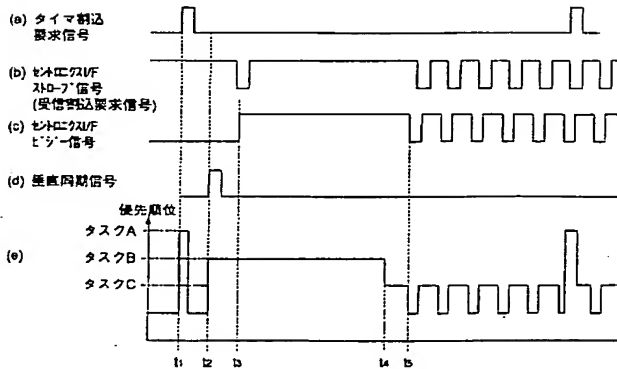 (a) タイマ割込
要求信号
(b) セントロニクスI/F
ストローブ信号
(受信割込要求信号)
(c) セントロニクスI/F
ビジー信号
(d) 垂直同期信号
優先順位
(e)
タスクA
タスクB
タスクC
t1 t2 t3 t4 t5